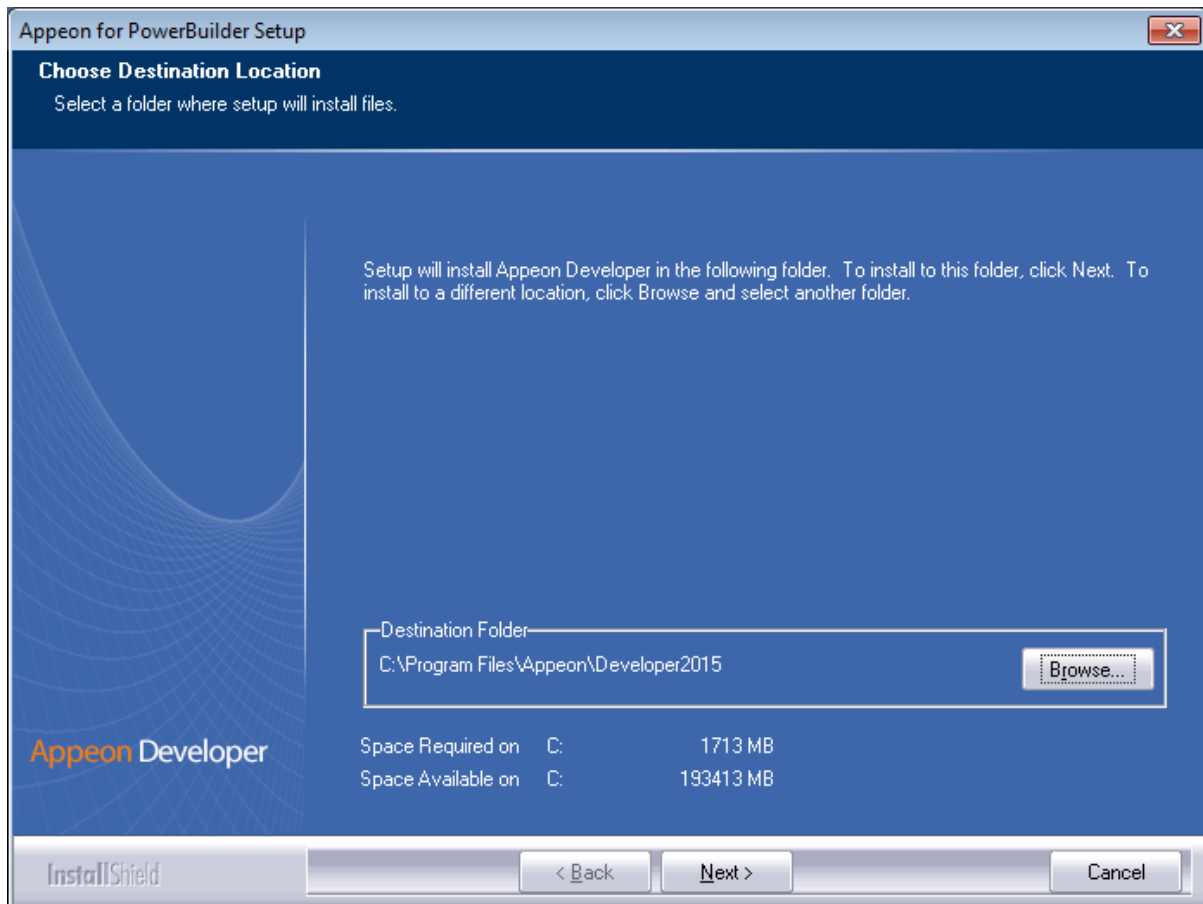 Appeon for PowerBuilder Setup
Choose Destination Location
Select a folder where setup will install files.
Setup will install Appeon Developer in the following folder. To install to this folder, click Next. To
install to a different location, click Browse and select another folder.
Destination Folder
C:\Program Files\Appeon\Developer2015
Browse...
Appeon Developer
Space Required on C: 1713 MB
Space Available on C: 193413 MB
InstallShield
< Back
Next >
Cancel